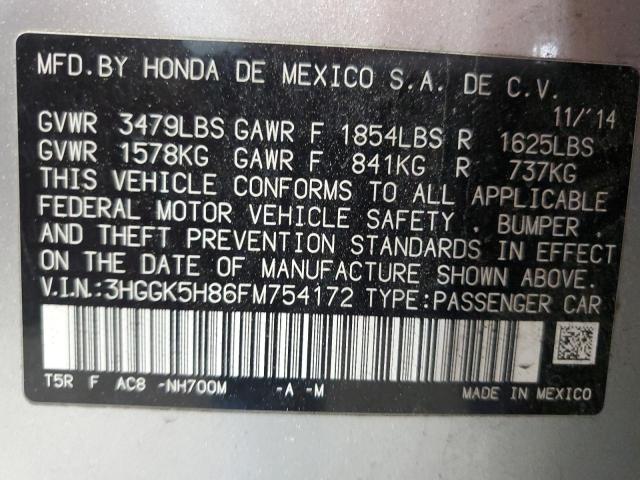 MFD.BY HONDA DE MEXICO S.A. DE C.V.
11/'14
GVWR 3479LBS GAWR F 1854LBS R 1625LBS
GVWR 1578KG GAWR F 841KG R 737KG
THIS VEHICLE CONFORMS TO ALL APPLICABLE
FEDERAL MOTOR VEHICLE SAFETY , BUMPER ,
AND THEFT PREVENTION STANDARDS IN EFFECT
ON THE DATE OF MANUFACTURE SHOWN ABOVE.
V.I.N.:3HGGK5H86FM754172 TYPE:PASSENGER CAR
T5R F AC8 -NH700M -A -M MADE IN MEXICO